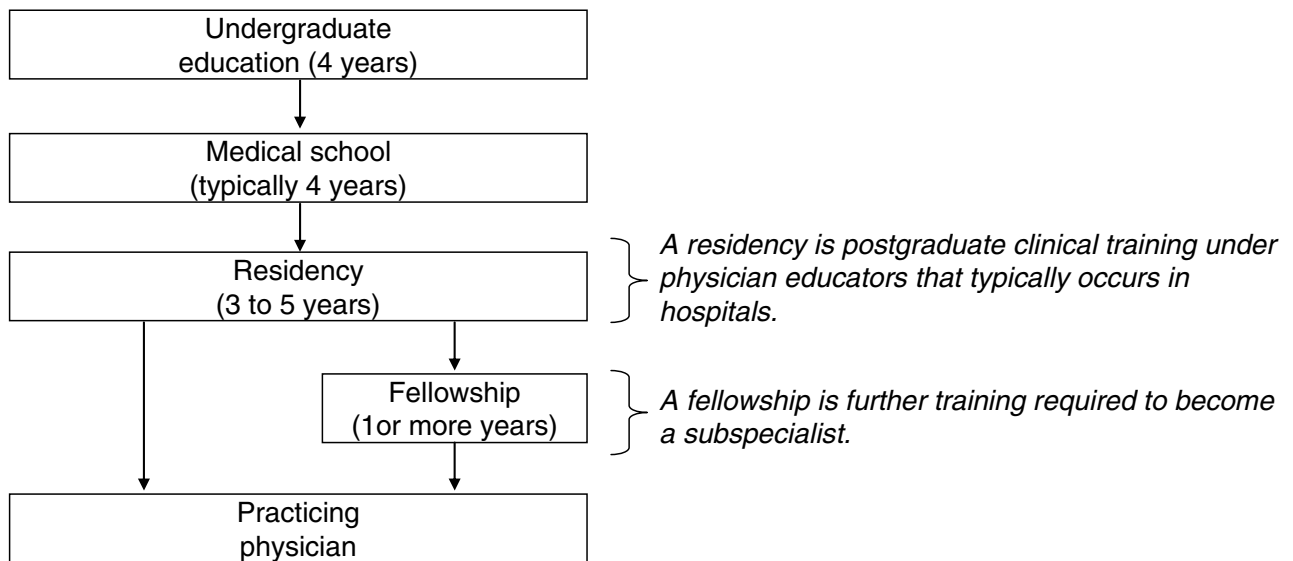 Undergraduate
education (4 years)
Medical school
(typically 4 years)
Residency
(3 to 5 years)
A residency is postgraduate clinical training under
physician educators that typically occurs in
hospitals.
Fellowship
(1or more years)
A fellowship is further training required to become
a subspecialist.
Practicing
physician